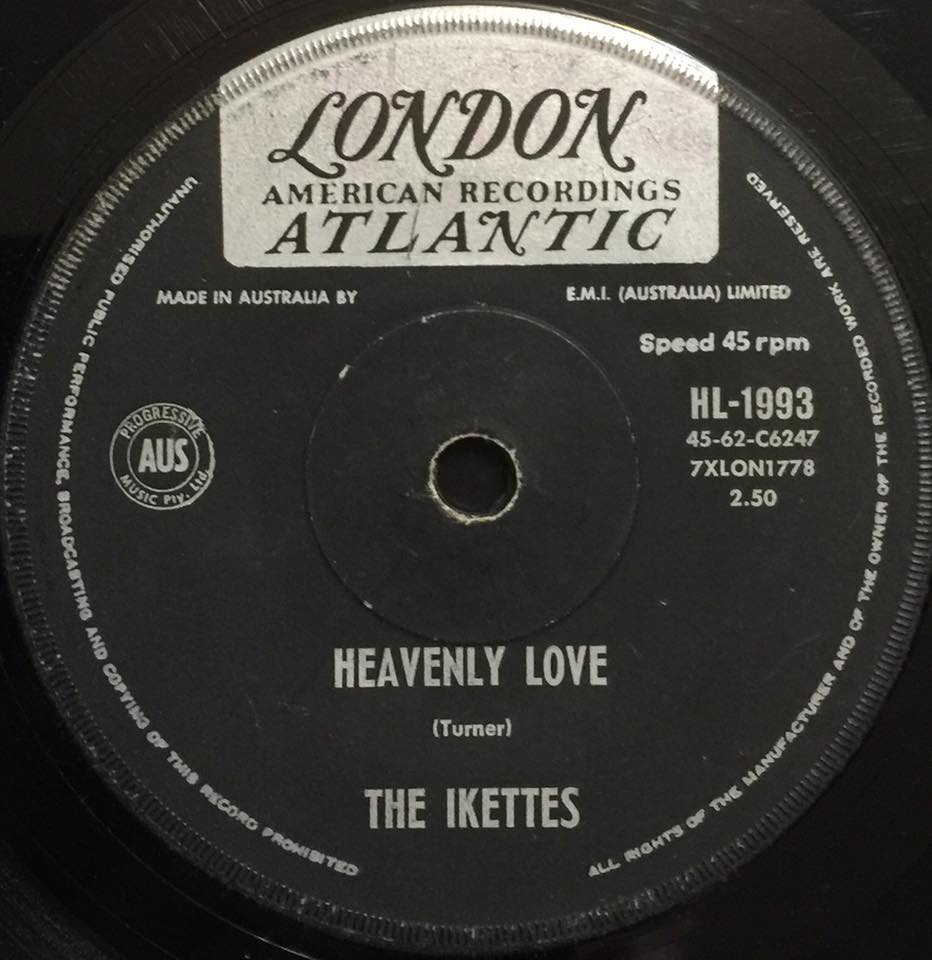 LONDON
AMERICAN RECORDINGS
ATLANTIC
MADE IN AUSTRALIA BY
E.M.I. (AUSTRALIA) LIMITED
Speed 45 rpm
HL-1993
45-62-C6247
7XLON1778
2.50
PROGRESSIVE
AUS
MUSIC Pty. Ltd.
HEAVENLY LOVE
(Turner)
THE IKETTES
UNAUTHORISED PUBLIC PERFORMANCE, BROADCASTING AND COPYING OF THIS RECORD PROHIBITED
ALL RIGHTS OF THE MANUFACTURER AND OF THE OWNER OF THE RECORDED WORK ARE RESERVED